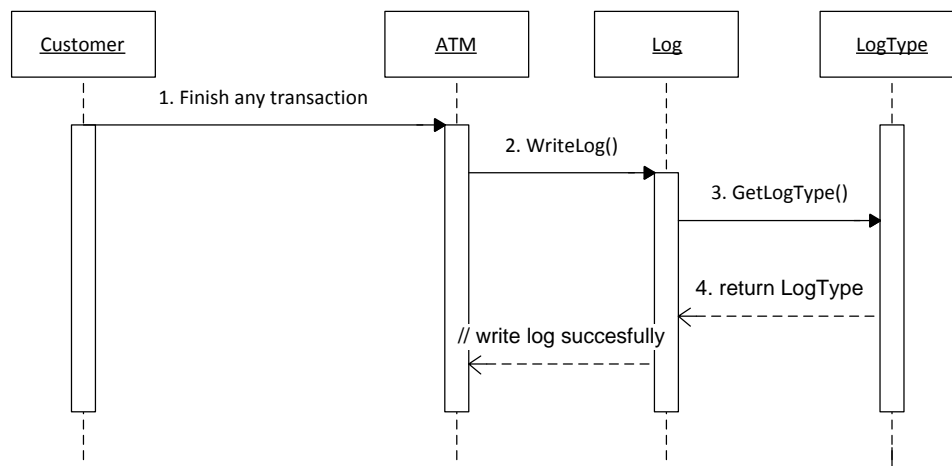 Customer
ATM
Log
LogType
1. Finish any transaction
2. WriteLog()
3. GetLogType()
4. return LogType
// write log succesfully